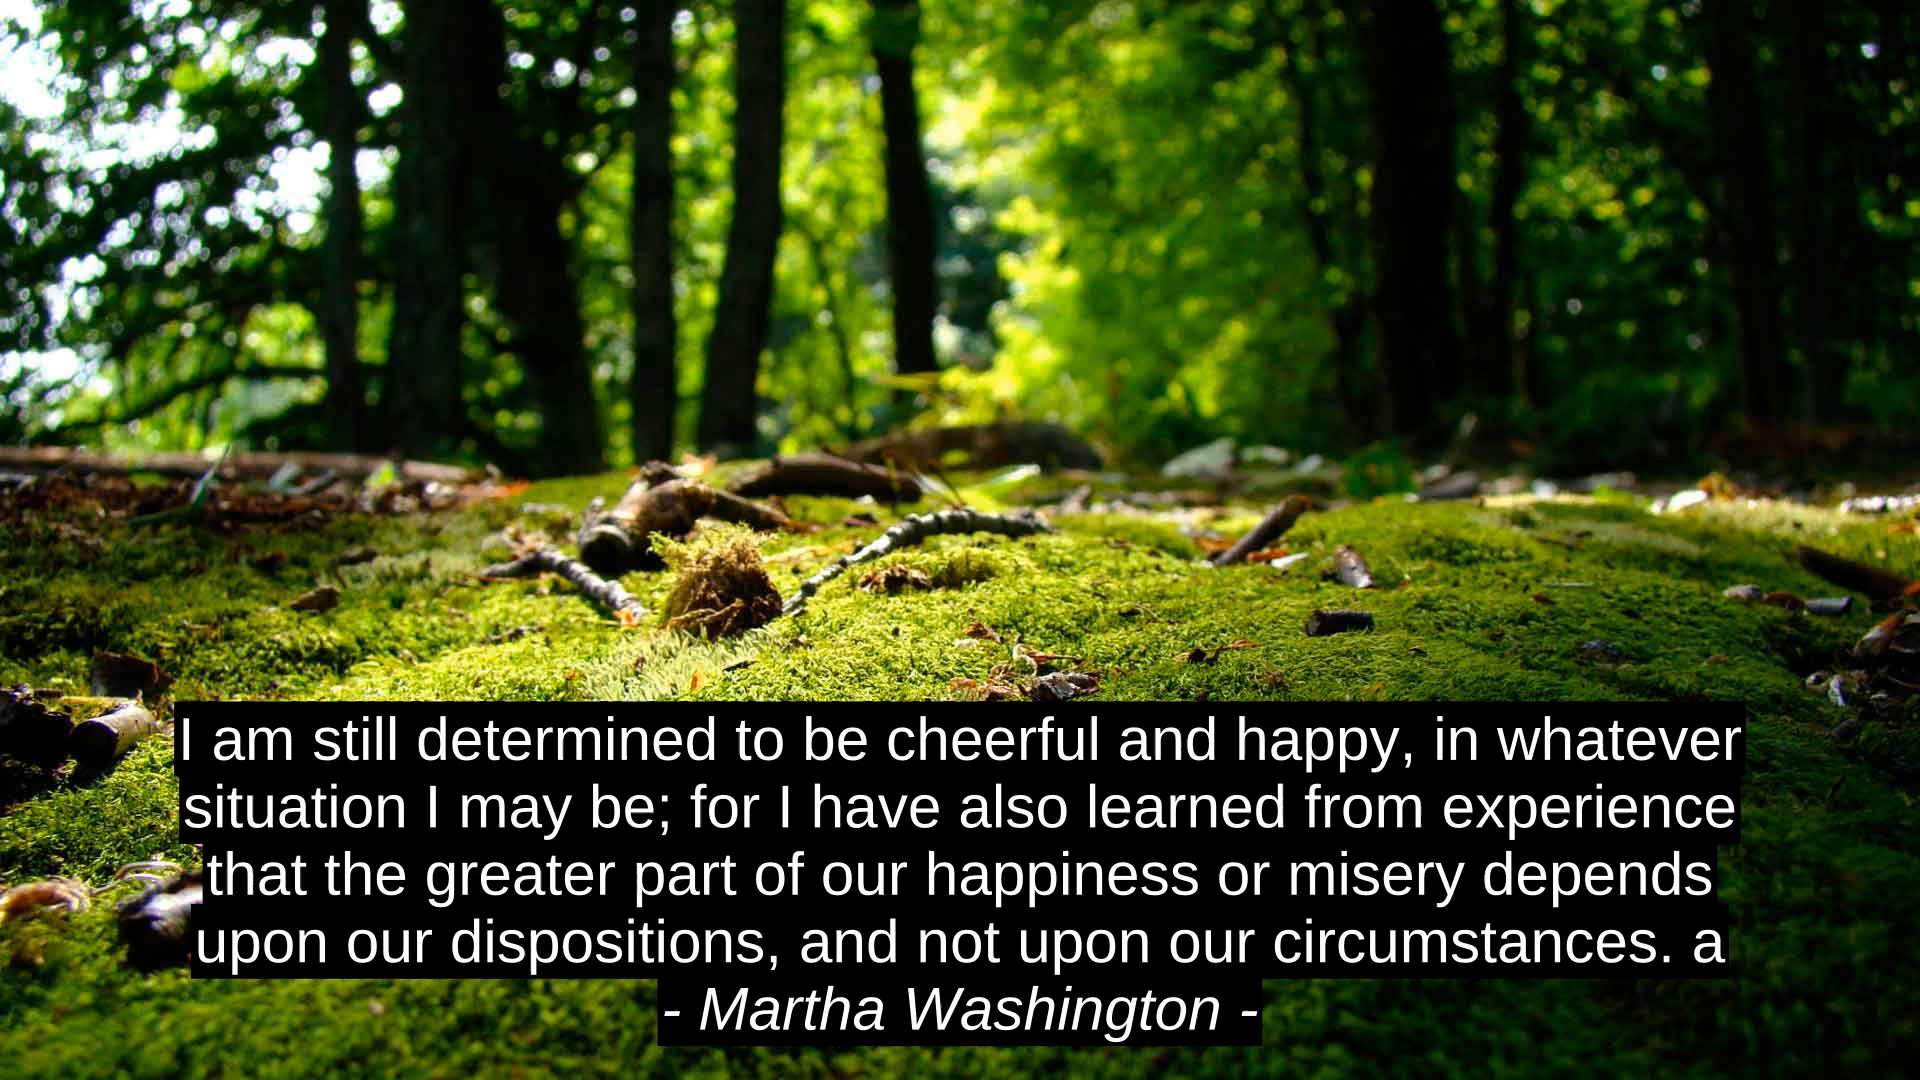 I am still determined to be cheerful and happy, in whatever
situation I may be; for I have also learned from experience
that the greater part of our happiness or misery depends
upon our dispositions, and not upon our circumstances. a
- Martha Washington -